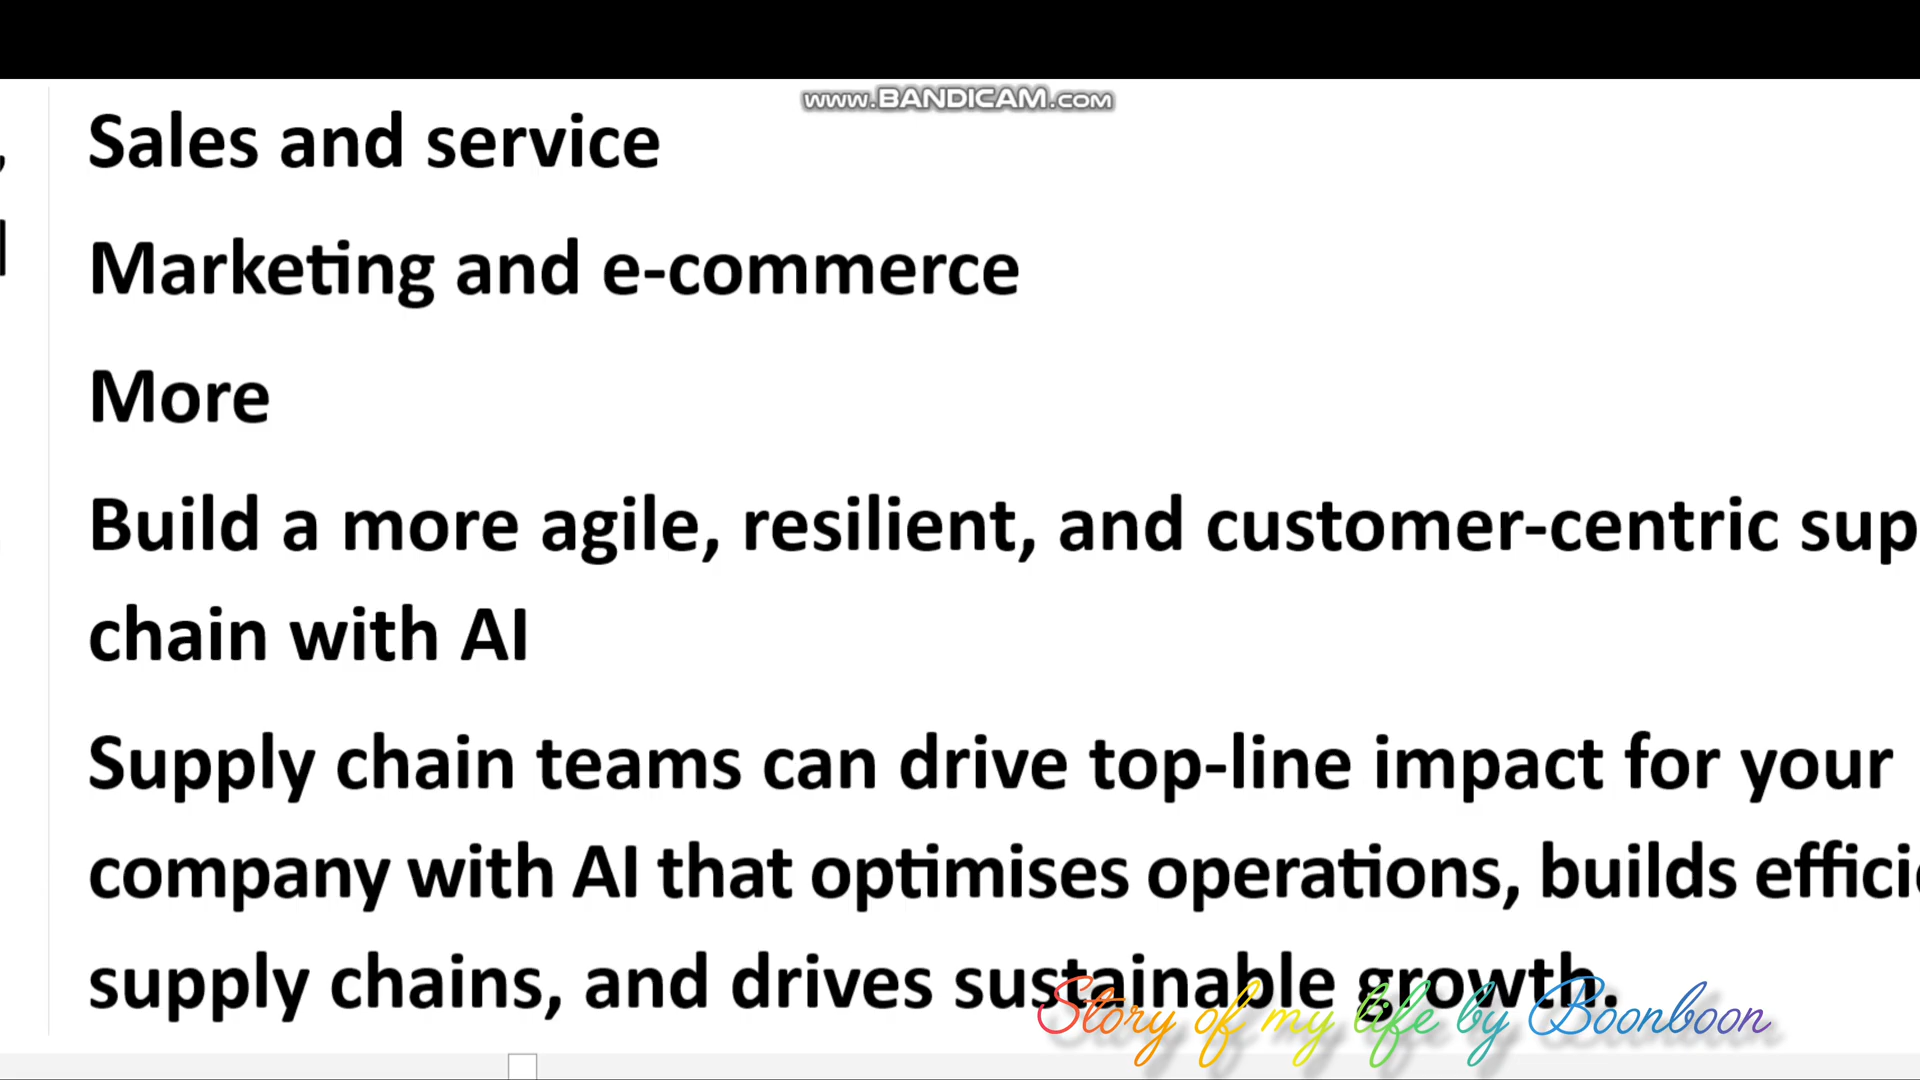 www.BANDICAM.com
Sales and service
Marketing and e-commerce
More
Build a more agile, resilient, and customer-centric sup
chain with AI
Supply chain teams can drive top-line impact for your
company with AI that optimises operations, builds effici
supply chains, and drives sustainable growth.
Story of my life by Boonboon